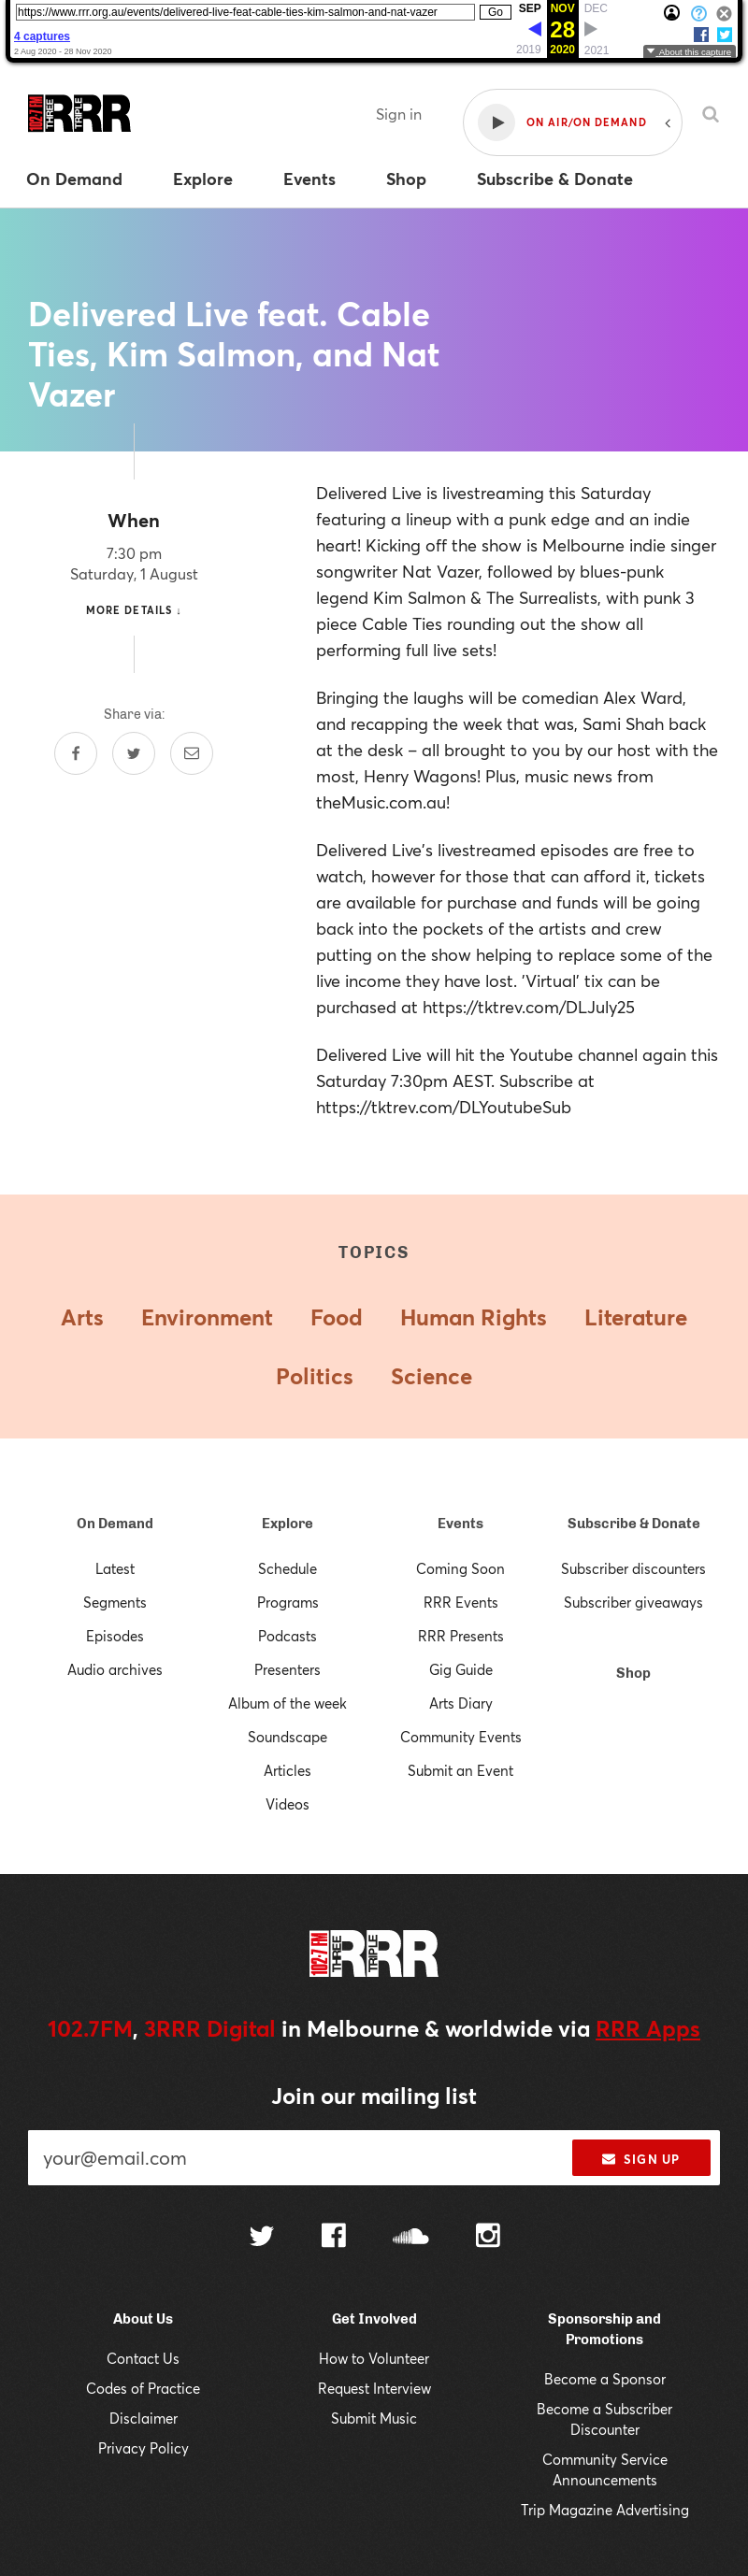 https://www.rrr.org.au/events/delivered-live-feat-cable-ties-kim-salmon-and-nat-vazer
Go
SEP NOV DEC
4 captures
28
2 Aug 2020 - 28 Nov 2020
2019 2020 2021
About this capture
102.7 FM THREE RRR TRIPLE
Sign in
ON AIR/ON DEMAND
On Demand Explore Events Shop Subscribe & Donate
Delivered Live feat. Cable
Ties, Kim Salmon, and Nat
Vazer
When
7:30 pm
Saturday, 1 August
MORE DETAILS ↓
Share via:
Delivered Live is livestreaming this Saturday
featuring a lineup with a punk edge and an indie
heart! Kicking off the show is Melbourne indie singer
songwriter Nat Vazer, followed by blues-punk
legend Kim Salmon & The Surrealists, with punk 3
piece Cable Ties rounding out the show all
performing full live sets!
Bringing the laughs will be comedian Alex Ward,
and recapping the week that was, Sami Shah back
at the desk – all brought to you by our host with the
most, Henry Wagons! Plus, music news from
theMusic.com.au!
Delivered Live's livestreamed episodes are free to
watch, however for those that can afford it, tickets
are available for purchase and funds will be going
back into the pockets of the artists and crew
putting on the show helping to replace some of the
live income they have lost. 'Virtual' tix can be
purchased at https://tktrev.com/DLJuly25
Delivered Live will hit the Youtube channel again this
Saturday 7:30pm AEST. Subscribe at
https://tktrev.com/DLYoutubeSub
TOPICS
Arts Environment Food Human Rights Literature
Politics Science
On Demand
Latest
Segments
Episodes
Audio archives
Explore
Schedule
Programs
Podcasts
Presenters
Album of the week
Soundscape
Articles
Videos
Events
Coming Soon
RRR Events
RRR Presents
Gig Guide
Arts Diary
Community Events
Submit an Event
Subscribe & Donate
Subscriber discounters
Subscriber giveaways
Shop
102.7 FM THREE RRR TRIPLE
102.7FM, 3RRR Digital in Melbourne & worldwide via RRR Apps
Join our mailing list
your@email.com
SIGN UP
About Us
Contact Us
Codes of Practice
Disclaimer
Privacy Policy
Get Involved
How to Volunteer
Request Interview
Submit Music
Sponsorship and
Promotions
Become a Sponsor
Become a Subscriber
Discounter
Community Service
Announcements
Trip Magazine Advertising